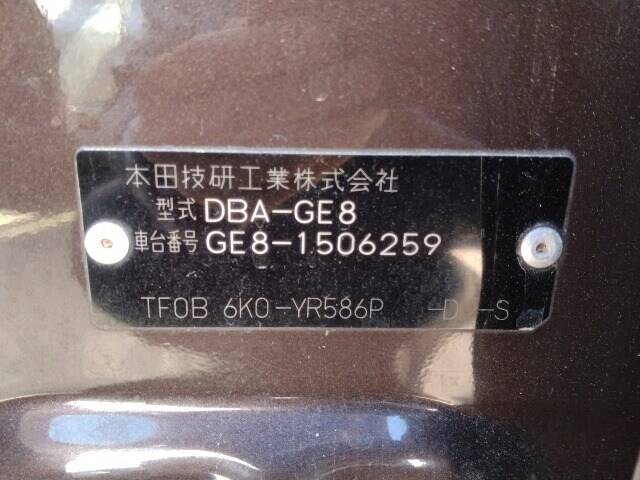 本田技研工業株式会社
型式 DBA-GE8
車台番号 GE8-1506259
TF0B 6K0-YR586P -D -S